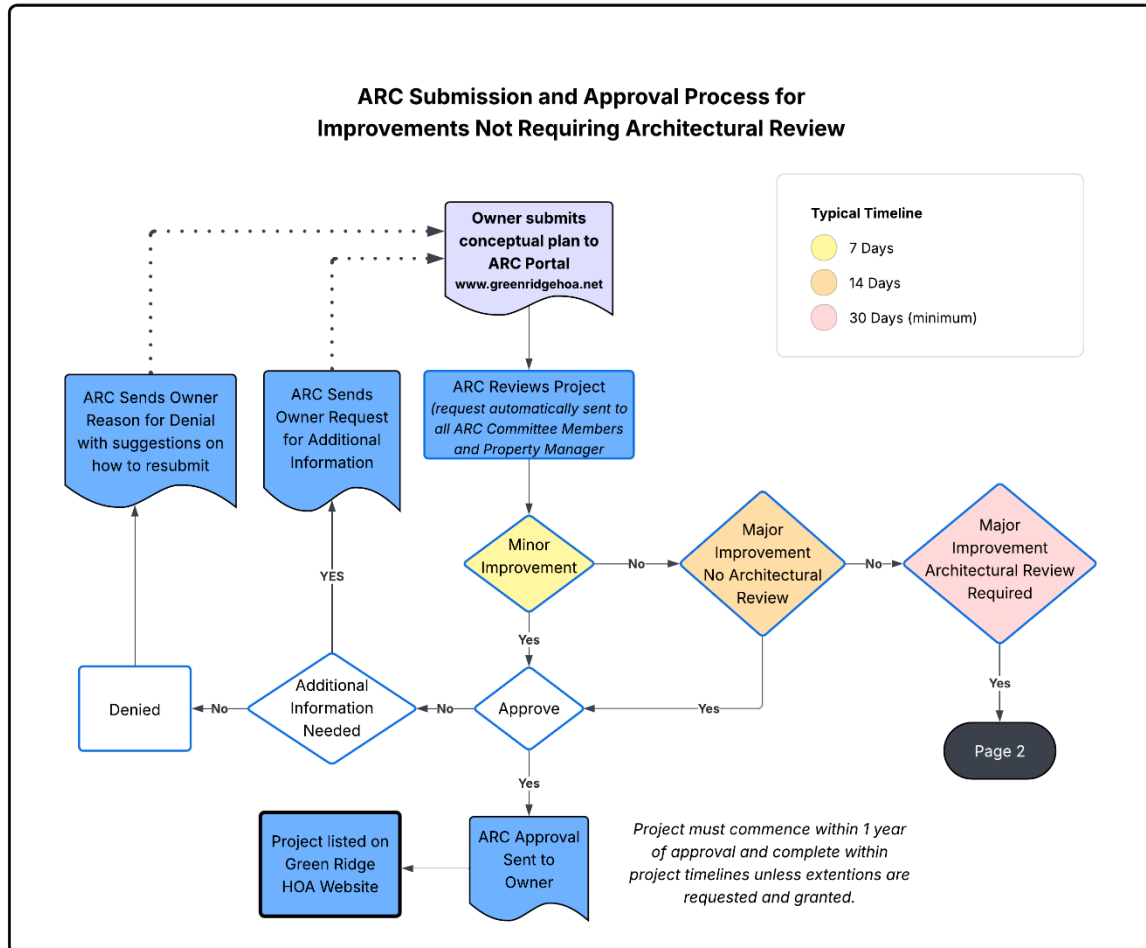 ARC Submission and Approval Process for
Improvements Not Requiring Architectural Review
Typical Timeline
7 Days
14 Days
30 Days (minimum)
Owner submits
conceptual plan to
ARC Portal
www.greenridgehoa.net
ARC Sends Owner
Reason for Denial
with suggestions on
how to resubmit
ARC Sends
Owner Request
for Additional
Information
ARC Reviews Project
(request automatically sent to
all ARC Committee Members
and Property Manager
Minor
Improvement
No
Major
Improvement
No Architectural
Review
No
Major
Improvement
Architectural Review
Required
YES
Yes
Denied
No
Additional
Information
Needed
No
Approve
Yes
Yes
Page 2
Yes
Project listed on
Green Ridge
HOA Website
ARC Approval
Sent to
Owner
Project must commence within 1 year
of approval and complete within
project timelines unless extentions are
requested and granted.